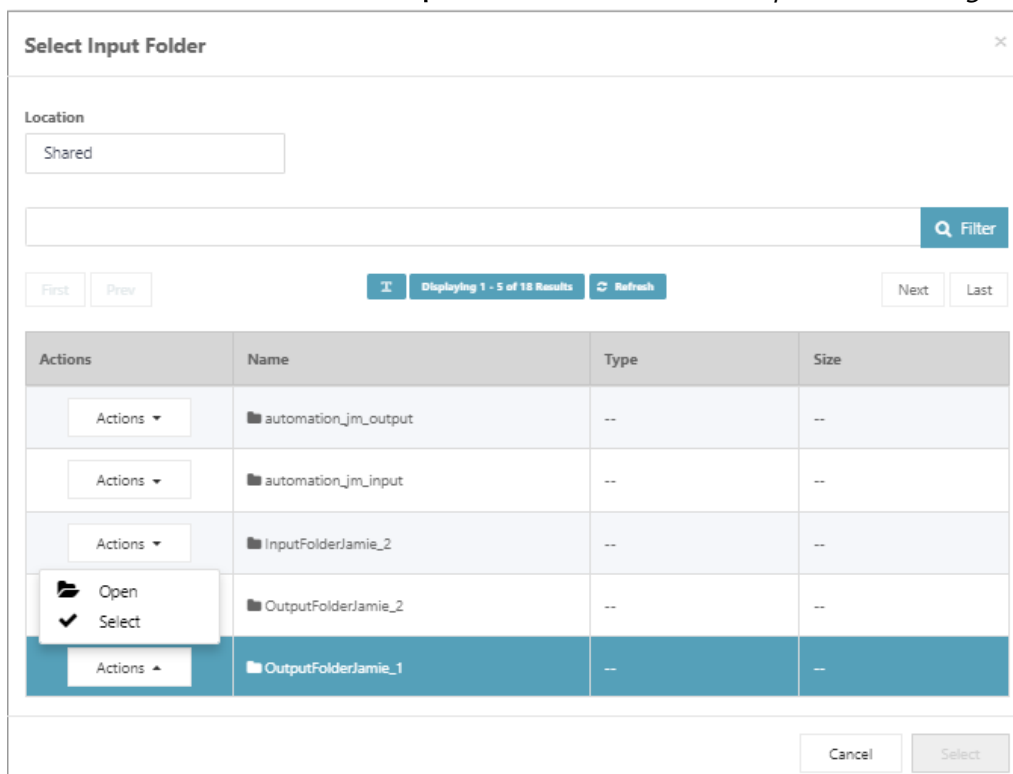 Select Input Folder ×
Location
Shared
Filter
First Prev Displaying 1 - 5 of 18 Results Refresh Next Last
Actions Name Type Size
Actions automation_jm_output -- --
Actions automation_jm_input -- --
Actions InputFolderJamie_2 -- --
Open
OutputFolderJamie_2 -- --
Select
Actions OutputFolderJamie_1 -- --
Cancel Select